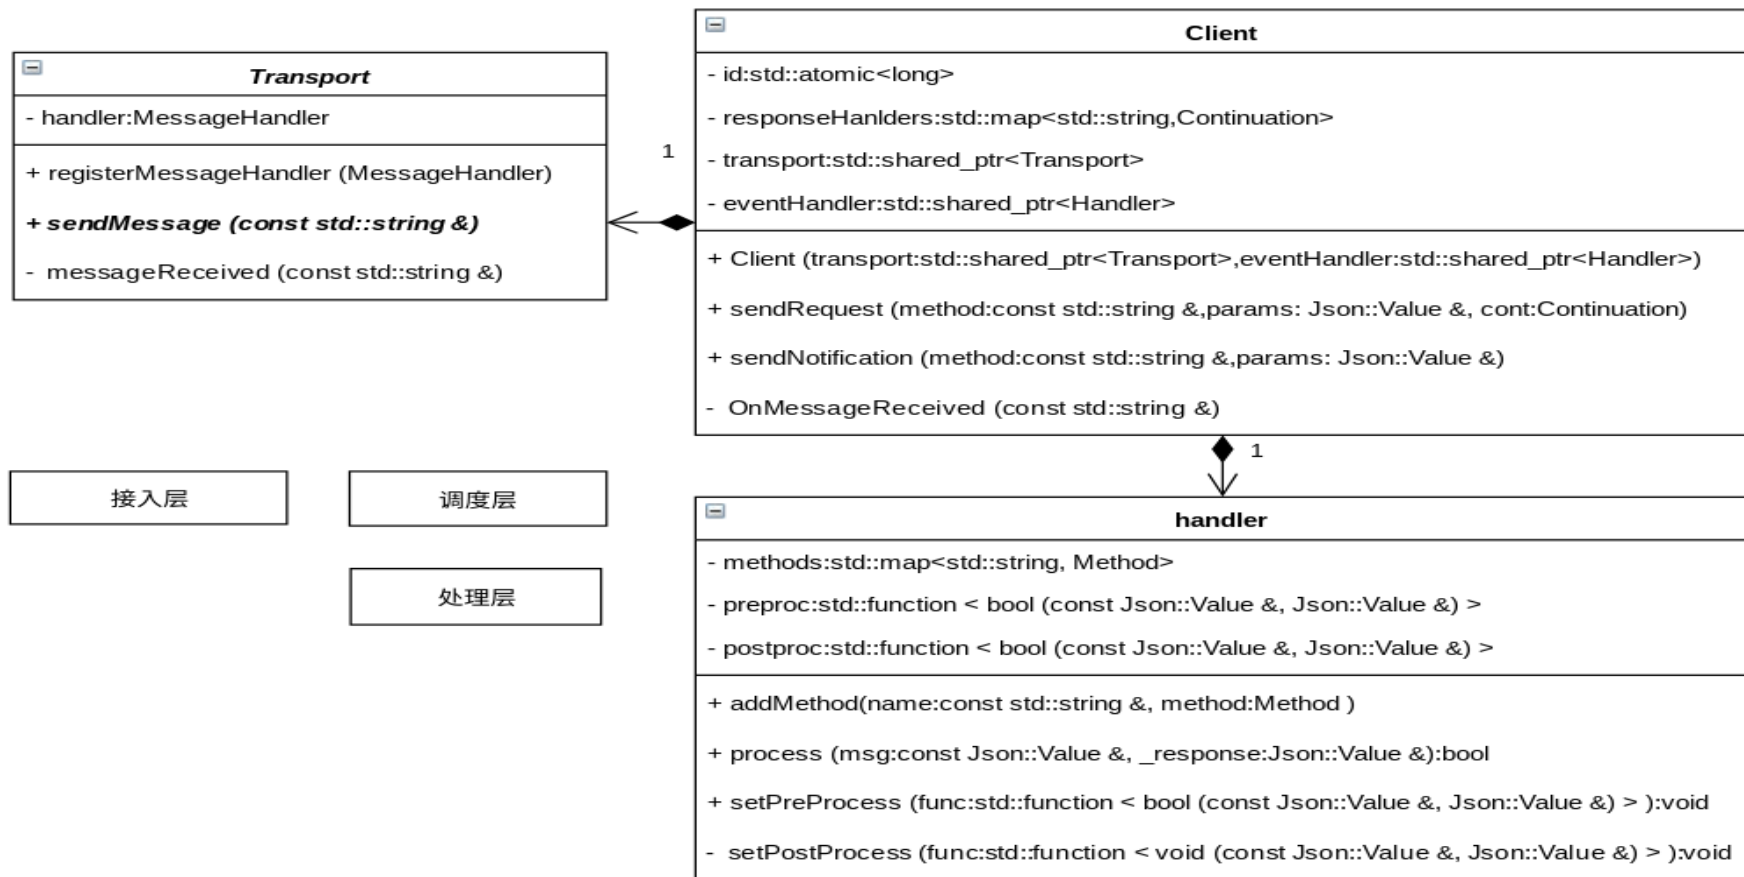 Transport
- handler:MessageHandler
+ registerMessageHandler (MessageHandler)
+ sendMessage (const std::string &)
- messageReceived (const std::string &)
1
Client
- id:std::atomic<long>
- responseHanlders:std::map<std::string,Continuation>
- transport:std::shared_ptr<Transport>
- eventHandler:std::shared_ptr<Handler>
+ Client (transport:std::shared_ptr<Transport>,eventHandler:std::shared_ptr<Handler>)
+ sendRequest (method:const std::string &,params: Json::Value &, cont:Continuation)
+ sendNotification (method:const std::string &,params: Json::Value &)
- OnMessageReceived (const std::string &)
1
接入层
调度层
处理层
handler
- methods:std::map<std::string, Method>
- preproc:std::function < bool (const Json::Value &, Json::Value &) >
- postproc:std::function < bool (const Json::Value &, Json::Value &) >
+ addMethod(name:const std::string &, method:Method )
+ process (msg:const Json::Value &, _response:Json::Value &):bool
+ setPreProcess (func:std::function < bool (const Json::Value &, Json::Value &) > ):void
- setPostProcess (func:std::function < void (const Json::Value &, Json::Value &) > ):void